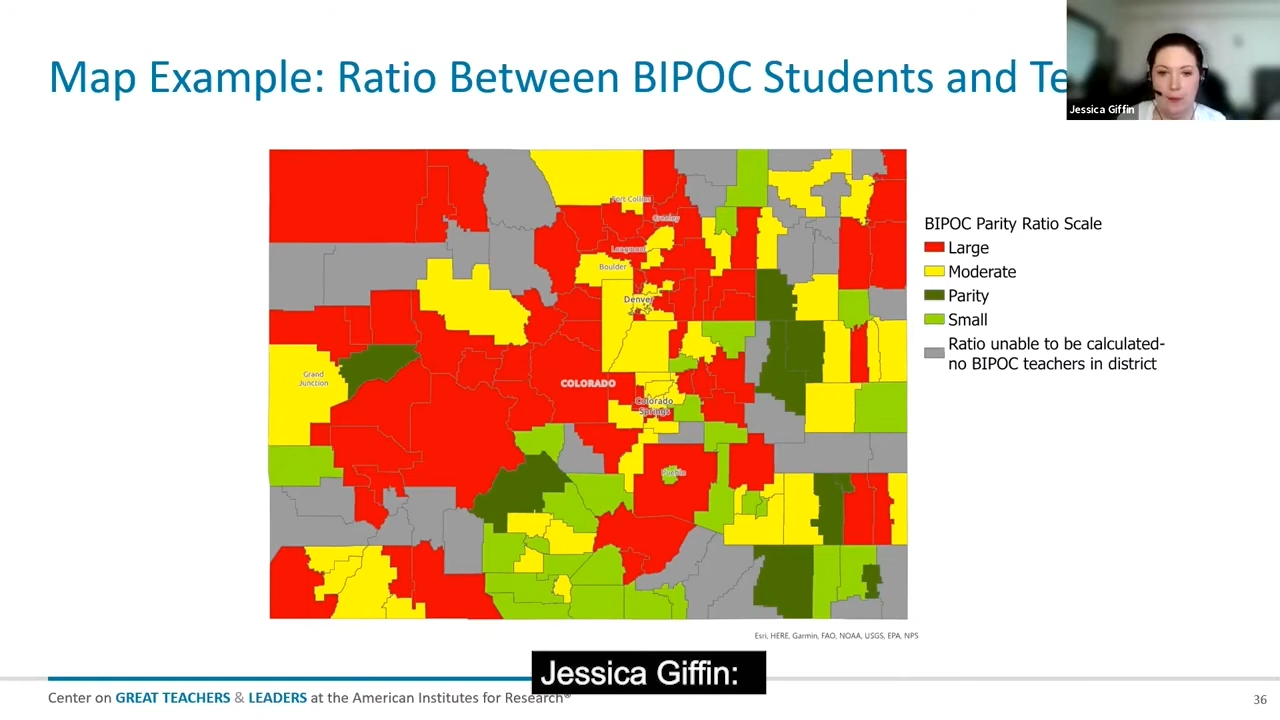 Map Example: Ratio Between BIPOC Students and Te
Jessica Giffin
Fort Collins
Greeley
Longmont
Boulder
Denver
Grand
Junction
COLORADO
Colorado
Springs
Pueblo
BIPOC Parity Ratio Scale
Large
Moderate
Parity
Small
Ratio unable to be calculated-
no BIPOC teachers in district
Esri, HERE, Garmin, FAO, NOAA, USGS, EPA, NPS
Jessica Giffin:
Center on GREAT TEACHERS & LEADERS at the American Institutes for Research®
36